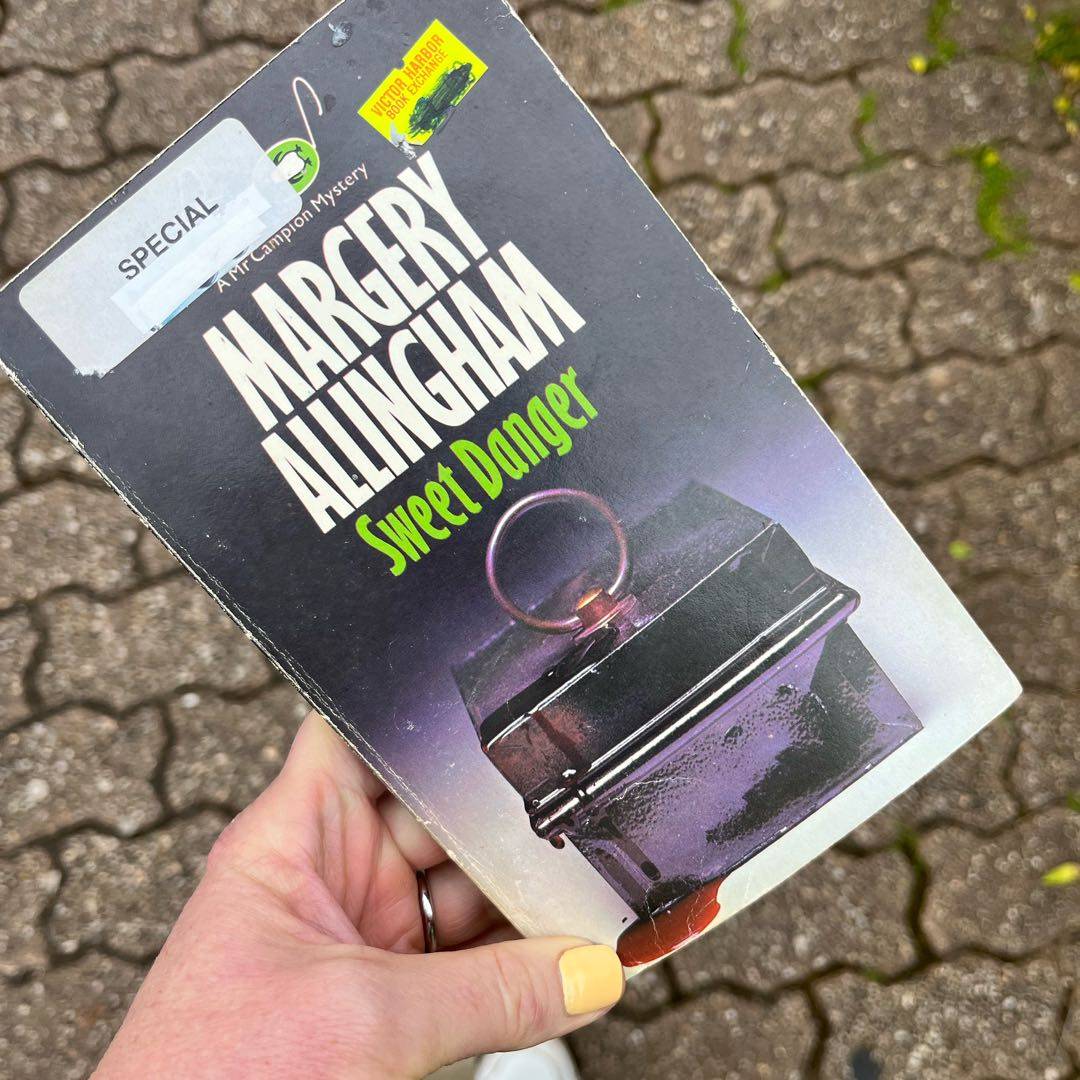 VICTOR HARBOR
BOOK EXCHANGE
SPECIAL
A Mr Campion Mystery
MARGERY
ALLINGHAM
Sweet Danger